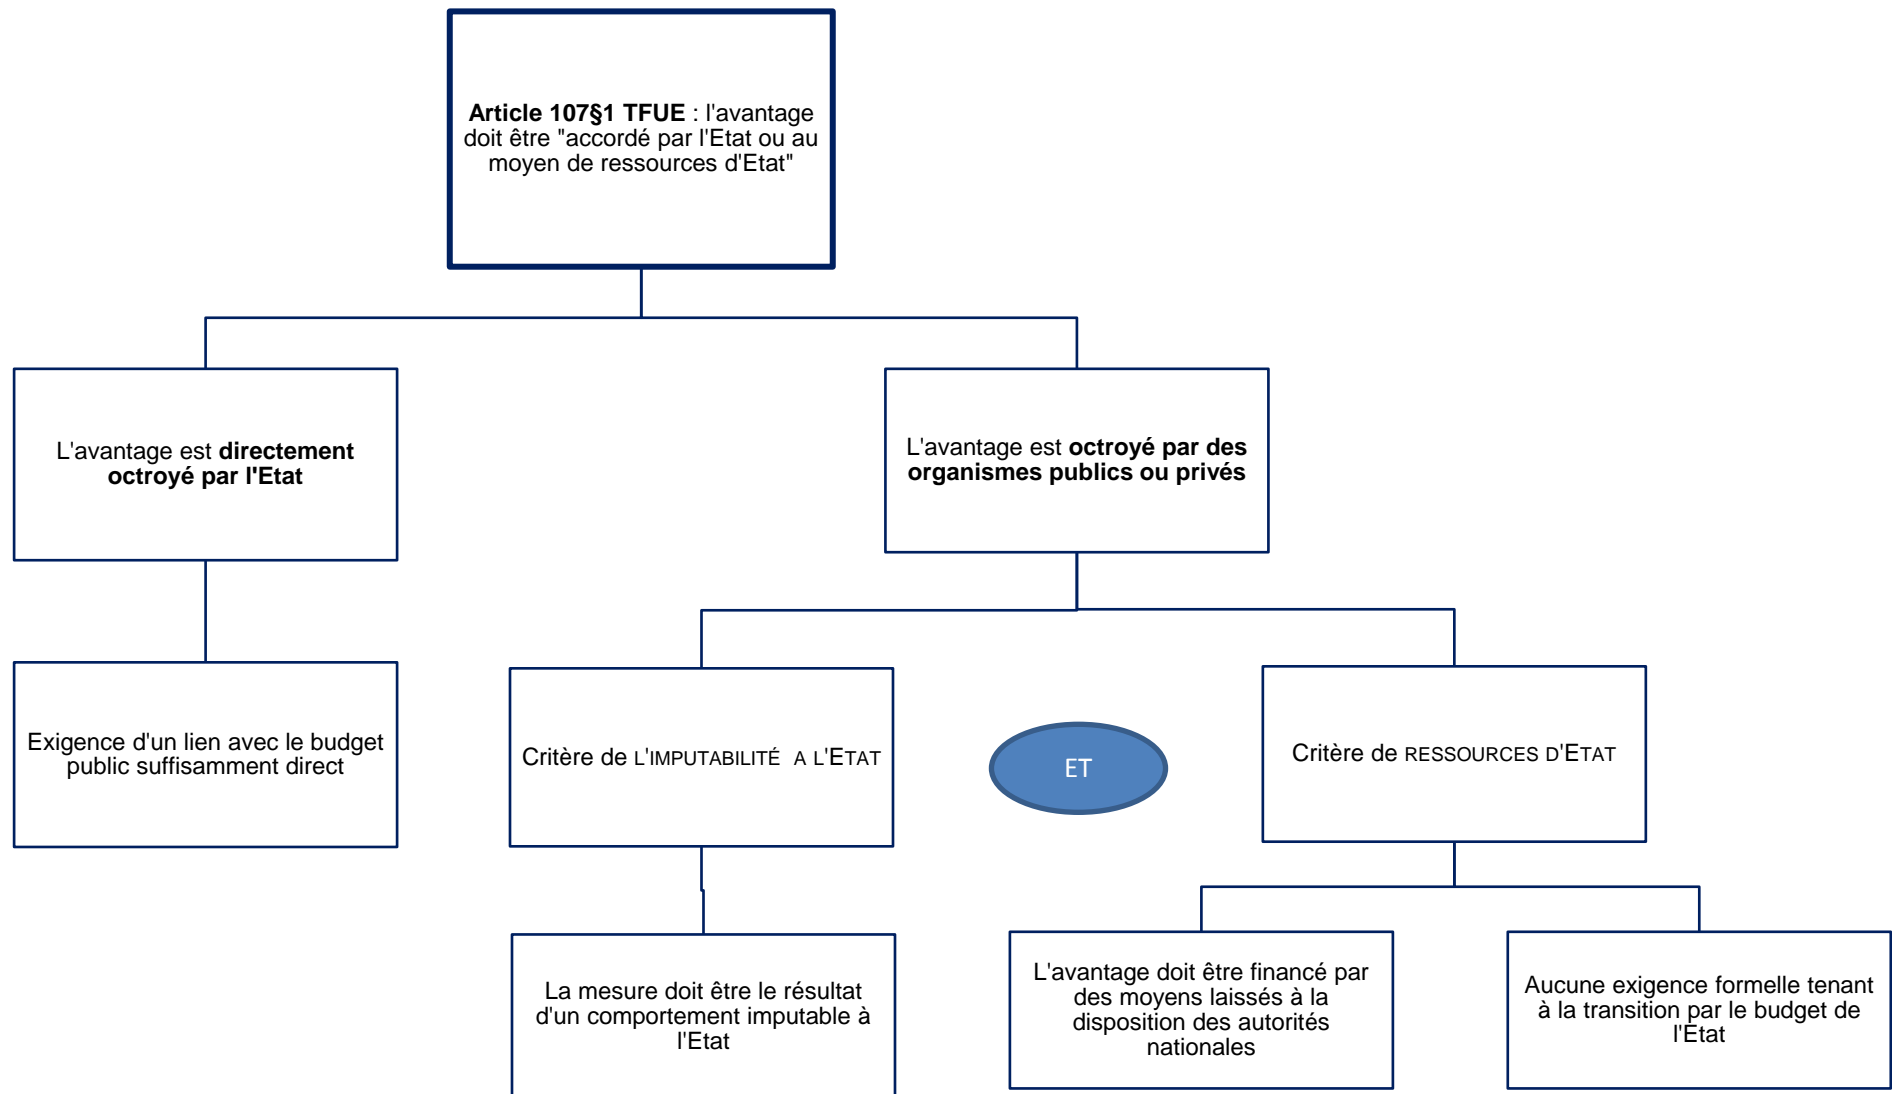 Article 107§1 TFUE : l'avantage
doit être "accordé par l'Etat ou au
moyen de ressources d'Etat"
L'avantage est directement
octroyé par l'Etat
L'avantage est octroyé par des
organismes publics ou privés
Exigence d'un lien avec le budget
public suffisamment direct
Critère de L'IMPUTABILITÉ A L'ETAT
ET
Critère de RESSOURCES D'ETAT
La mesure doit être le résultat
d'un comportement imputable à
l'Etat
L'avantage doit être financé par
des moyens laissés à la
disposition des autorités
nationales
Aucune exigence formelle tenant
à la transition par le budget de
l'Etat